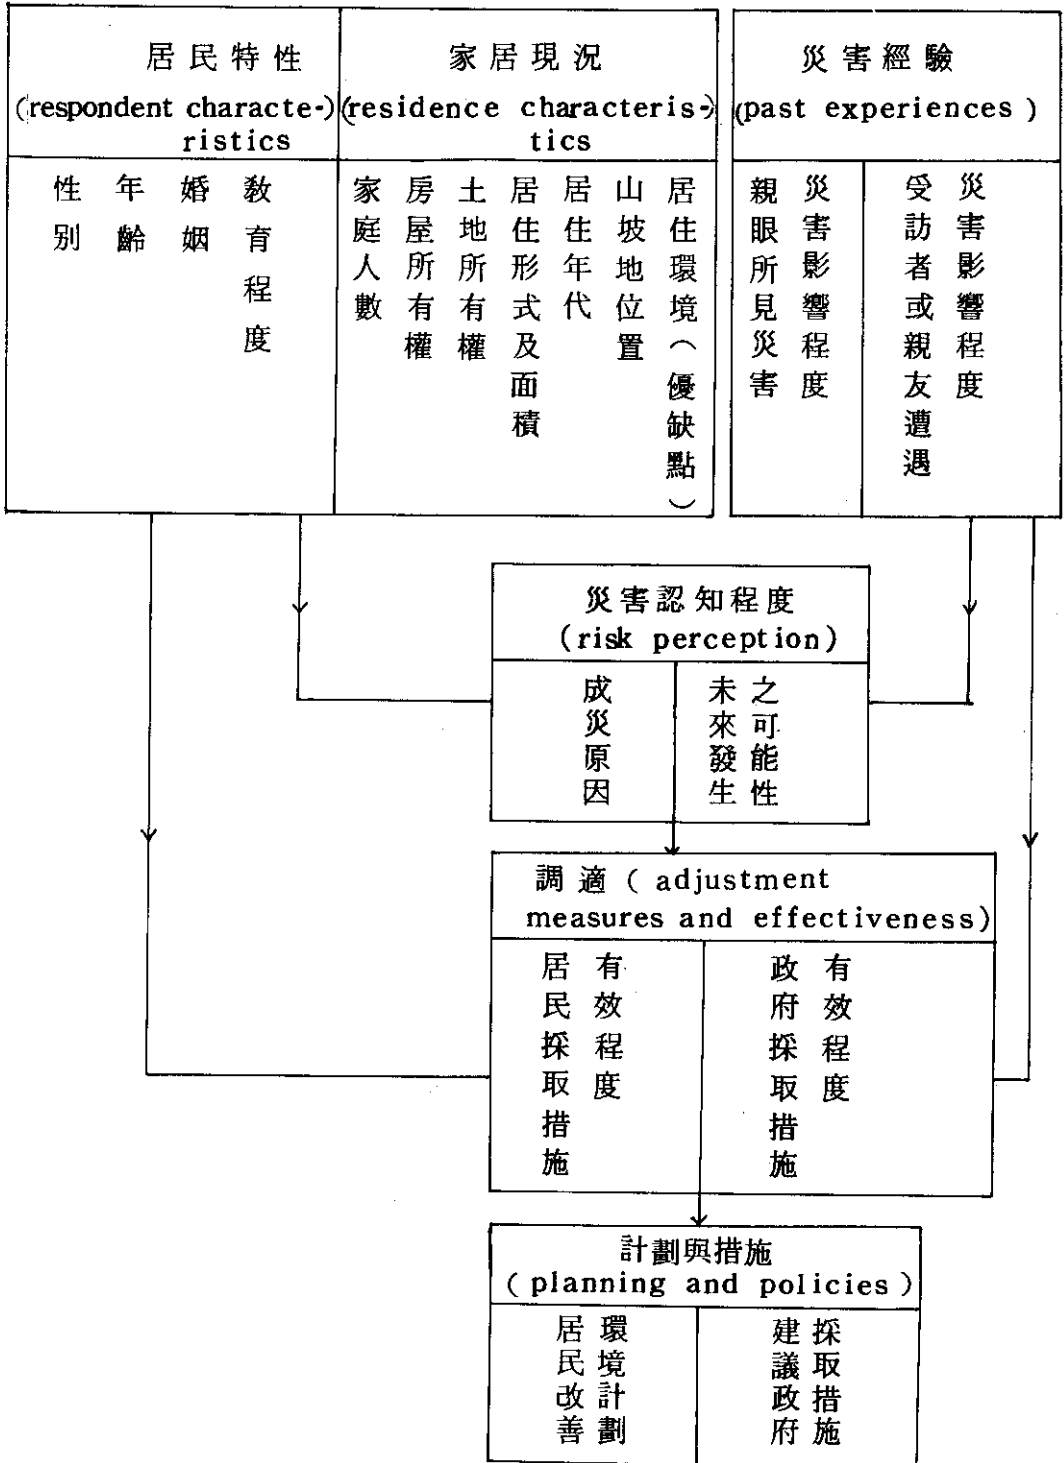 居民特性
(respondent characte-
ristics
家居現況
(residence characteris-)
tics
災害經驗
(past experiences)
性别
年齡
婚姻
敎育程度
家庭人數
房屋所有權
土地所有權
居住形式及面積
居住年代
山坡地位置
居住環境(優缺點)
親眼所見災害
災害影響程度
受訪者或親友遭遇
災害影響程度
災害認知程度
(risk perception)
成災原因
未來發生
之可能性
調適(adjustment
measures and effectiveness)
居民採取措施
有效程度
政府採取措施
有效程度
計劃與措施
(planning and policies)
居民改善
環境計劃
建議政府
採取措施